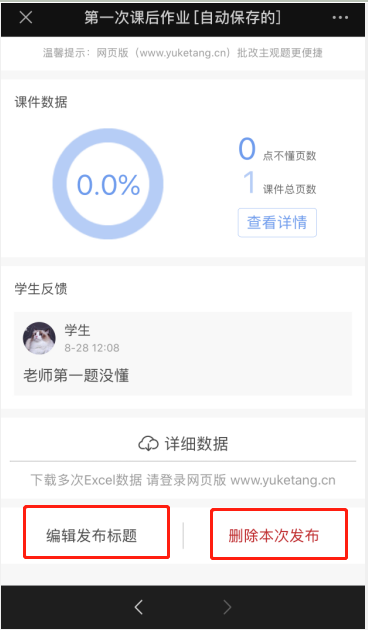 第一次课后作业[自动保存的]
温馨提示：网页版（www.yuketang.cn）批改主观题更便捷
课件数据
0.0%
0 点不懂页数
1 课件总页数
查看详情
学生反馈
学生
8-28 12:08
老师第一题没懂
详细数据
下载多次Excel数据 请登录网页版 www.yuketang.cn
编辑发布标题
删除本次发布